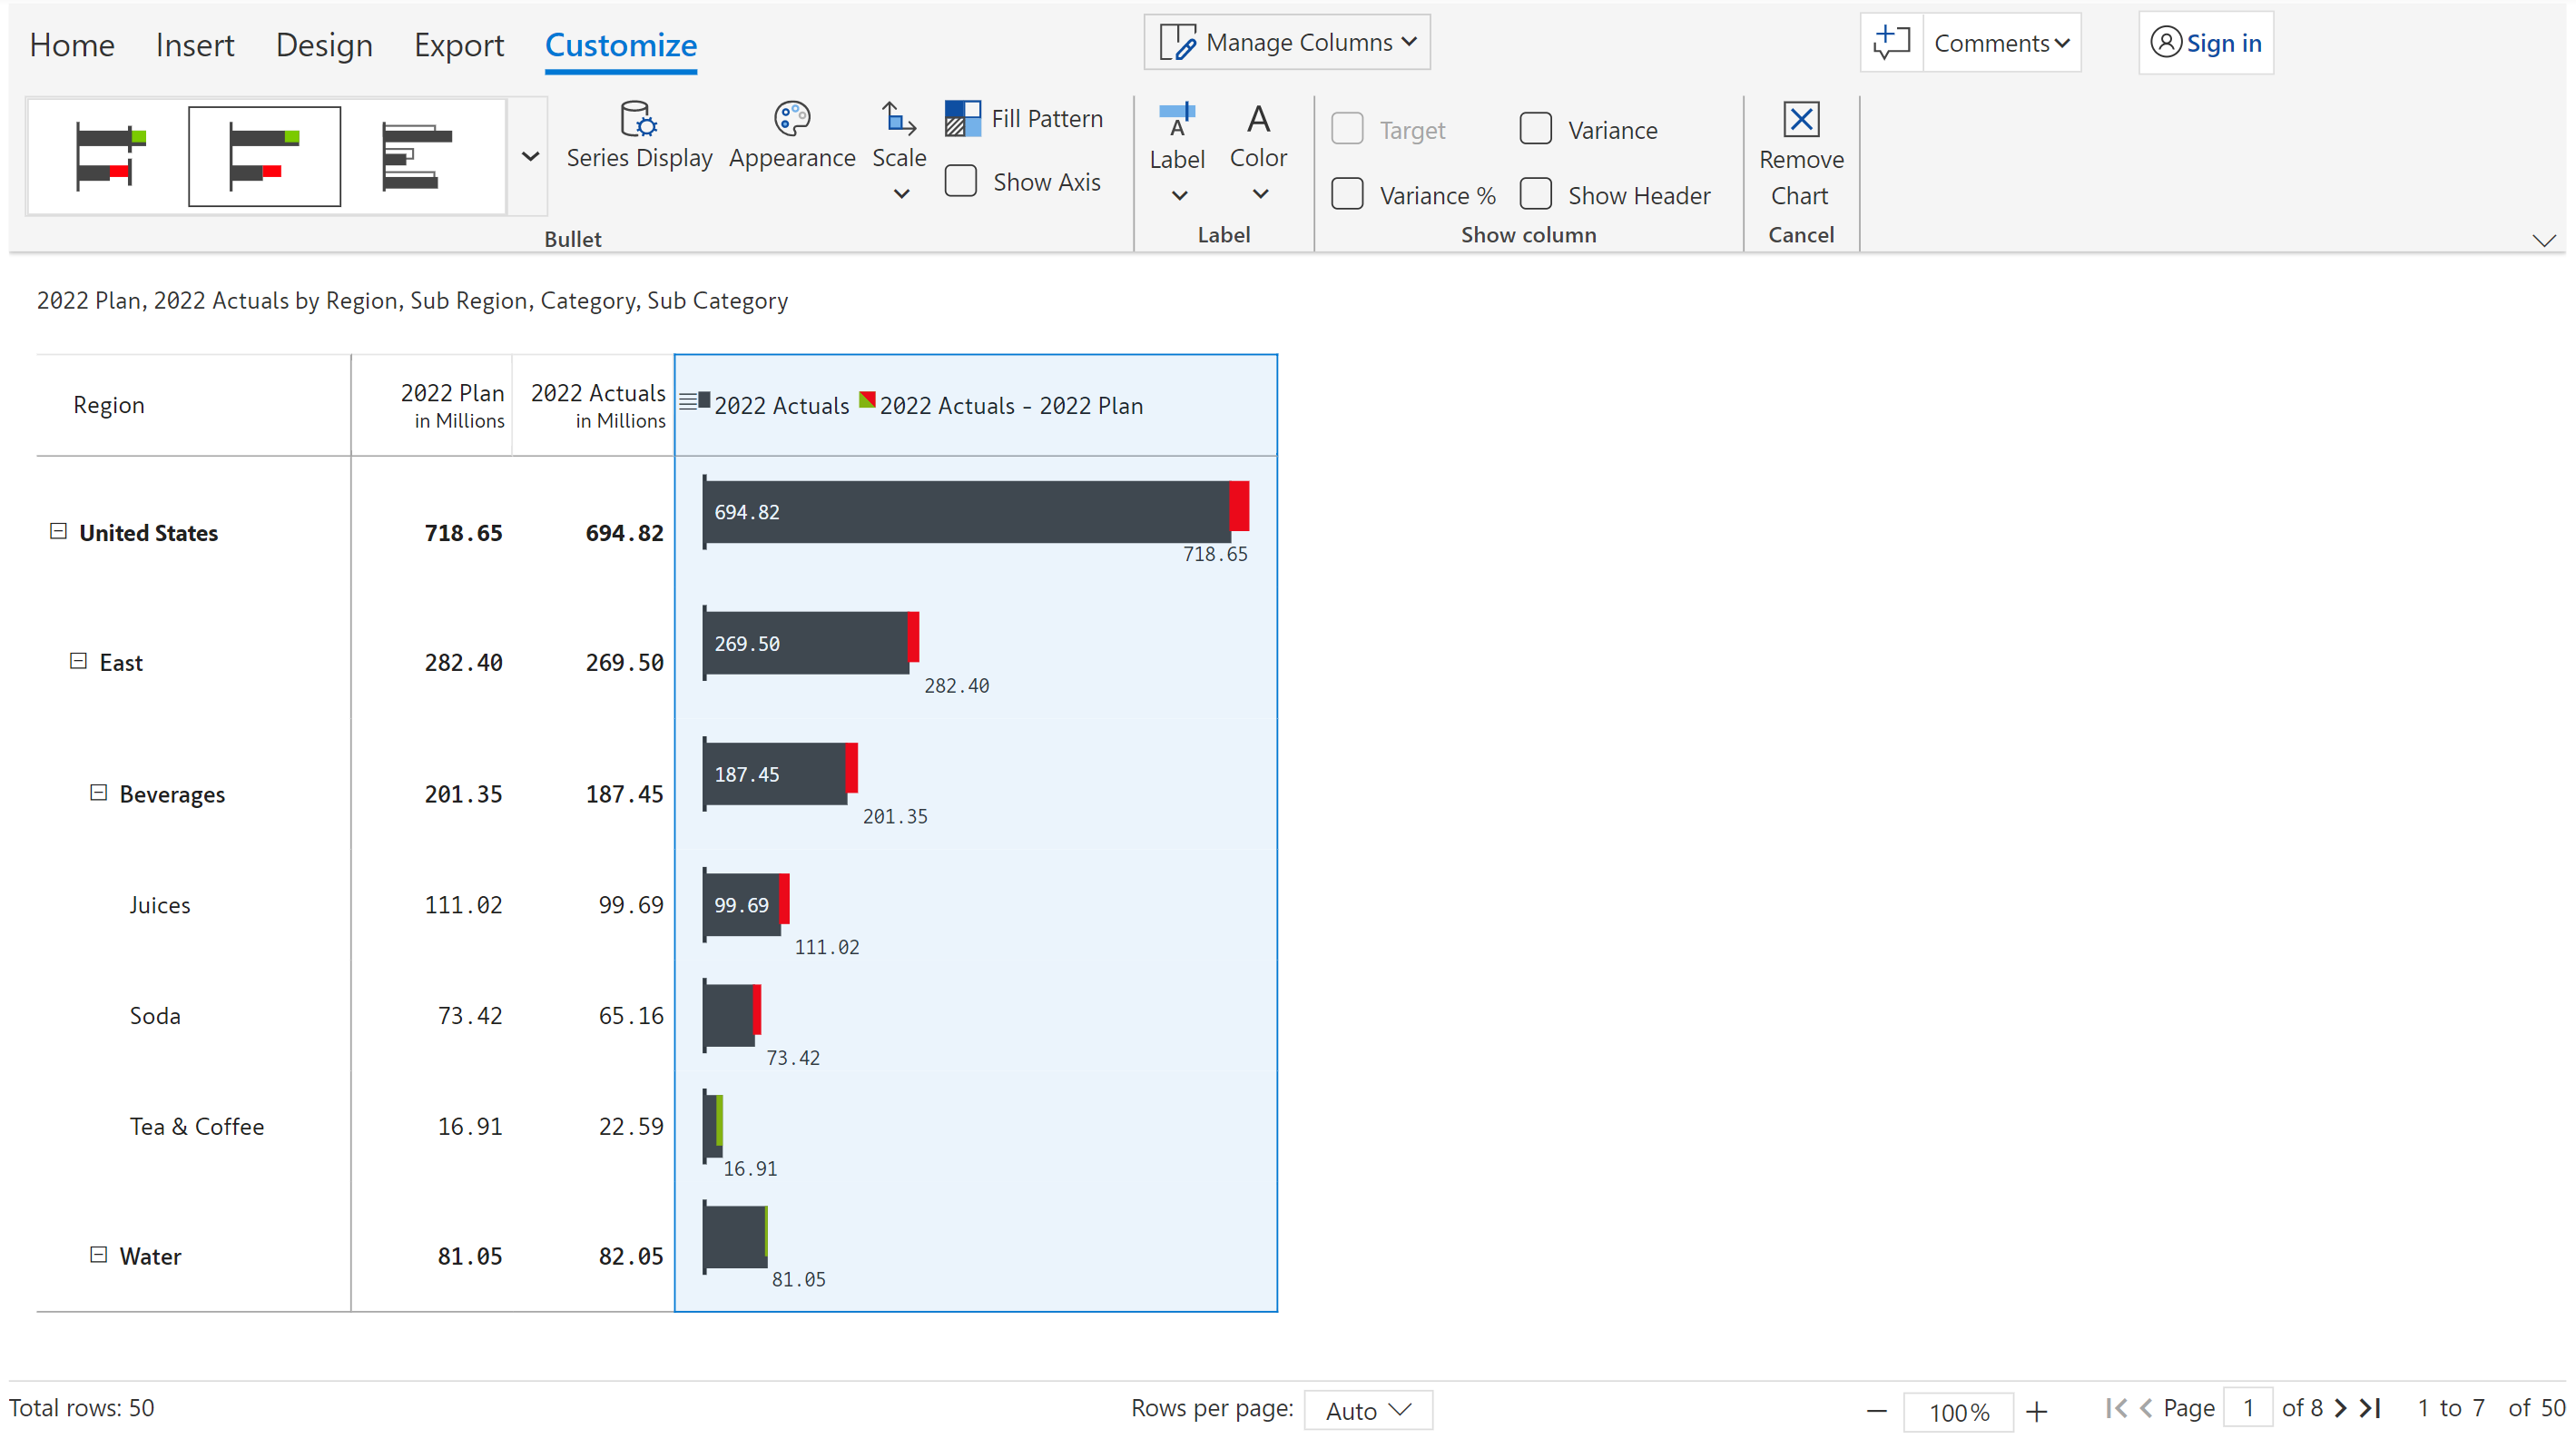 Home Insert Design Export Customize Manage Columns Comments Sign in
Series Display Appearance Scale Fill Pattern Show Axis
Bullet
Label Color
Label
Target Variance
Variance % Show Header
Show column
Remove
Chart
Cancel
2022 Plan, 2022 Actuals by Region, Sub Region, Category, Sub Category
Region 2022 Plan in Millions 2022 Actuals in Millions 2022 Actuals 2022 Actuals - 2022 Plan
United States 718.65 694.82 694.82
718.65
East 282.40 269.50 269.50
282.40
Beverages 201.35 187.45 187.45
201.35
Juices 111.02 99.69 99.69
111.02
Soda 73.42 65.16
73.42
Tea & Coffee 16.91 22.59
16.91
Water 81.05 82.05
81.05
Total rows: 50 Rows per page: Auto 100% Page 1 of 8 1 to 7 of 50